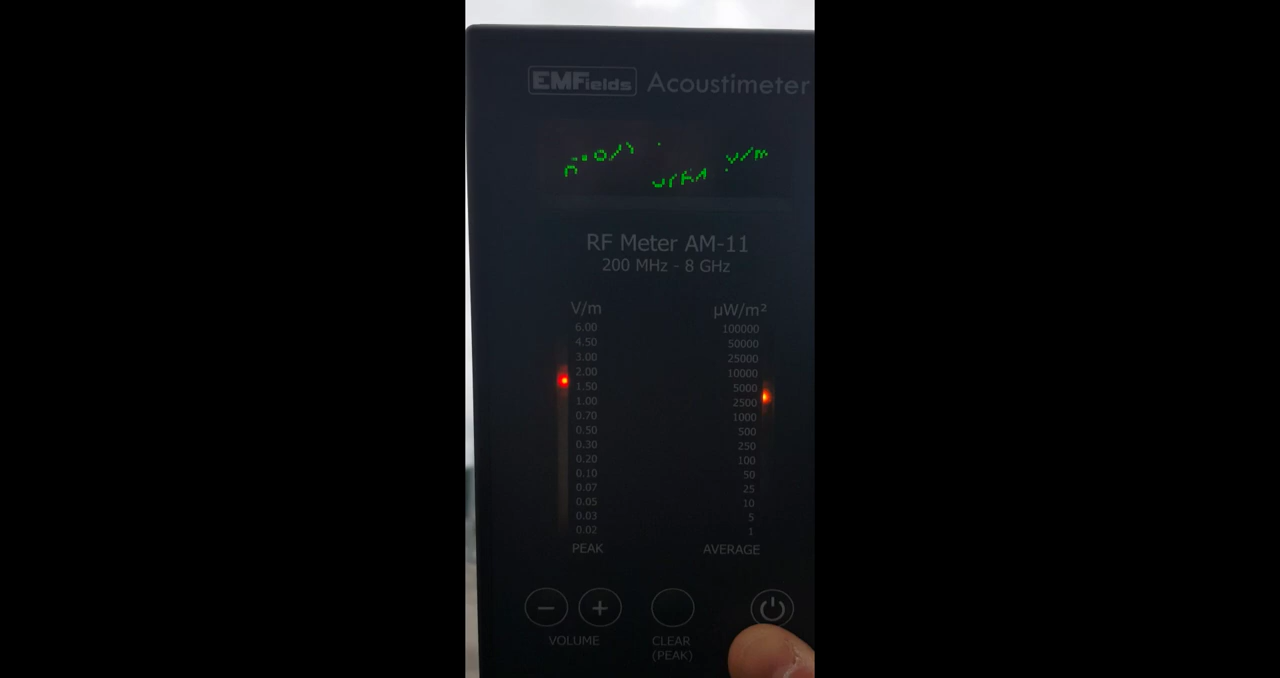 EMFields Acoustimeter
RF Meter AM-11
200 MHz - 8 GHz
V/m µW/m²
6.00 100000
4.50 50000
3.00 25000
2.00 10000
1.50 5000
1.00 2500
0.70 1000
0.50 500
0.30 250
0.20 100
0.10 50
0.07 25
0.05 10
0.03 5
0.02 1
PEAK AVERAGE
− +
VOLUME CLEAR
(PEAK)